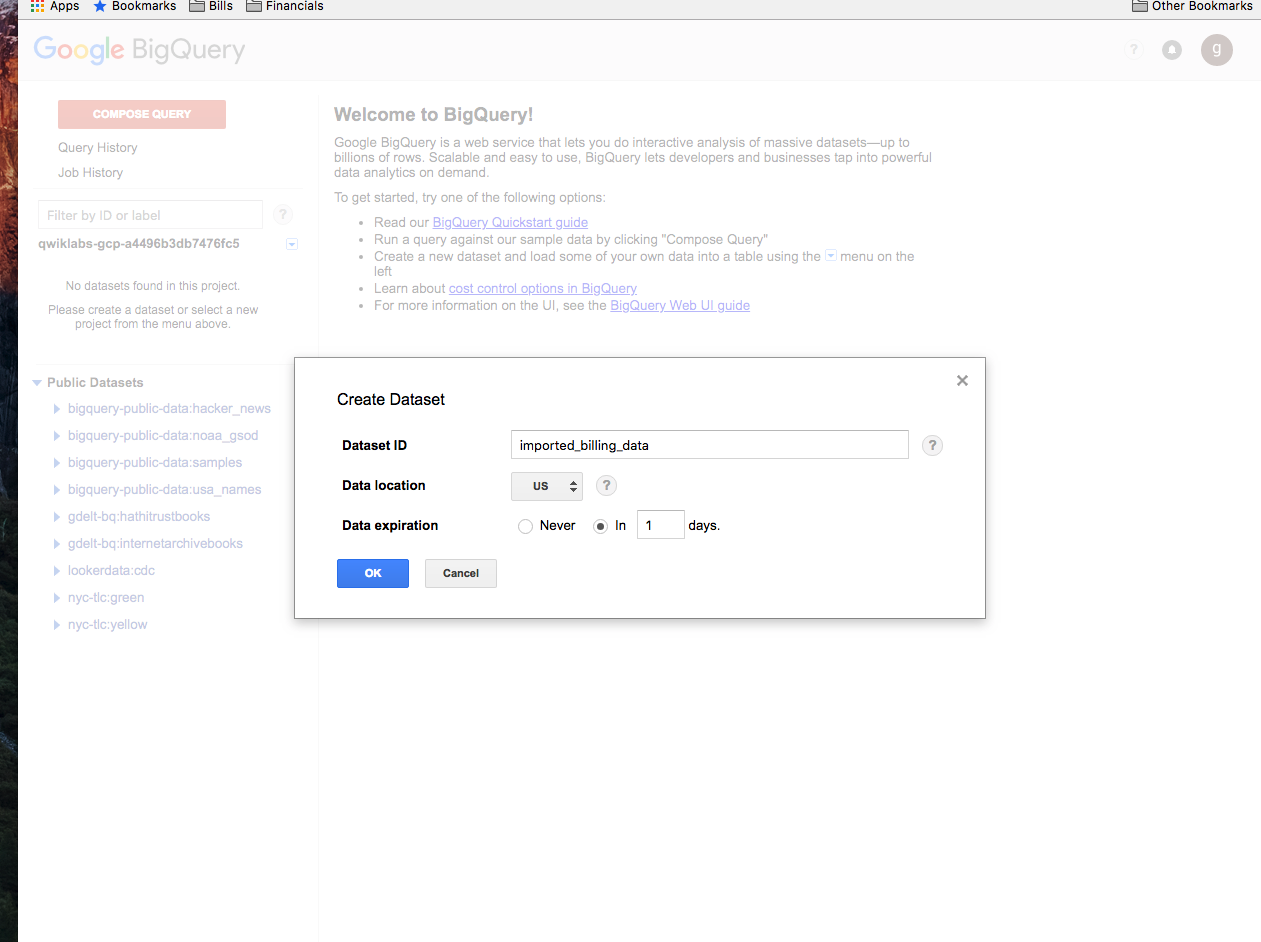 Apps Bookmarks Bills Financials Other Bookmarks
Google BigQuery ? g
COMPOSE QUERY
Query History
Job History
Filter by ID or label ?
qwiklabs-gcp-a4496b3db7476fc5
No datasets found in this project.
Please create a dataset or select a new
project from the menu above.
Public Datasets
bigquery-public-data:hacker_news
bigquery-public-data:noaa_gsod
bigquery-public-data:samples
bigquery-public-data:usa_names
gdelt-bq:hathitrustbooks
gdelt-bq:internetarchivebooks
lookerdata:cdc
nyc-tlc:green
nyc-tlc:yellow
Welcome to BigQuery!
Google BigQuery is a web service that lets you do interactive analysis of massive datasets—up to
billions of rows. Scalable and easy to use, BigQuery lets developers and businesses tap into powerful
data analytics on demand.
To get started, try one of the following options:
• Read our BigQuery Quickstart guide
• Run a query against our sample data by clicking "Compose Query"
• Create a new dataset and load some of your own data into a table using the menu on the
left
• Learn about cost control options in BigQuery
• For more information on the UI, see the BigQuery Web UI guide
Create Dataset
Dataset ID imported_billing_data ?
Data location US ?
Data expiration Never In 1 days.
OK Cancel